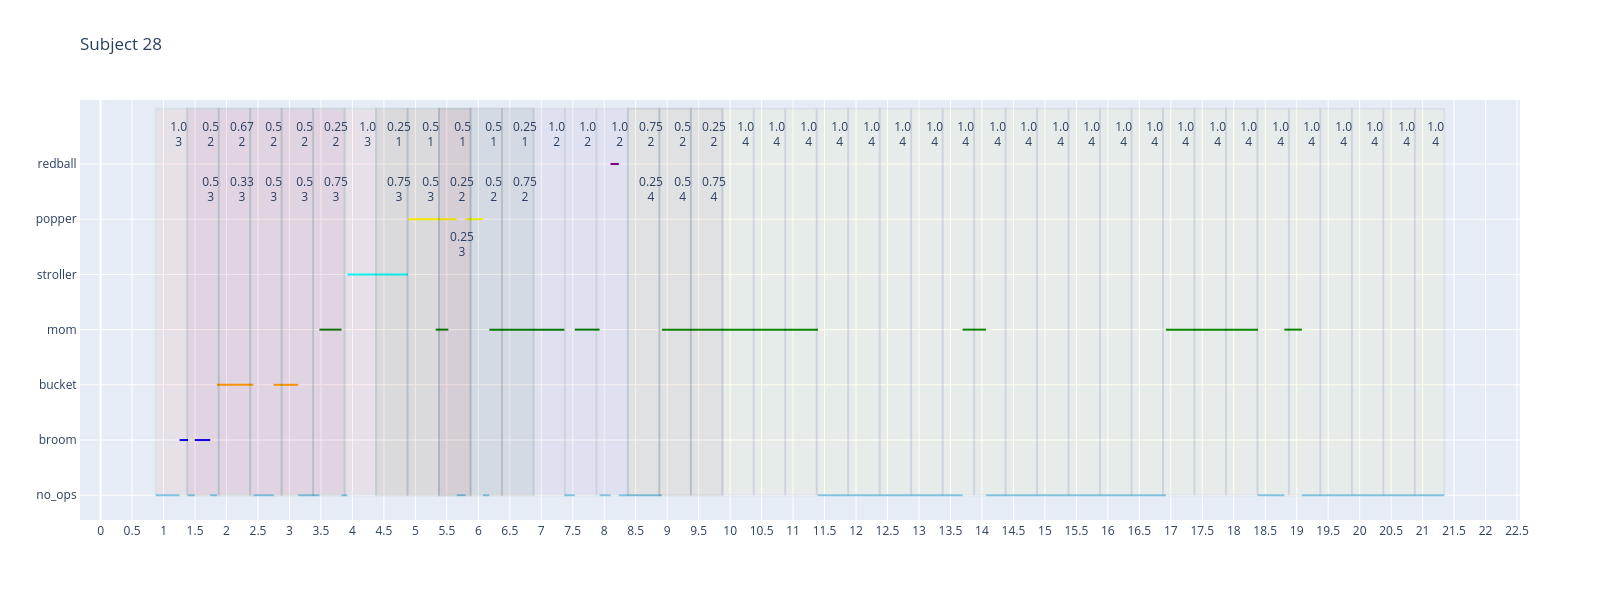 Subject 28
1.0 0.5 0.67 0.5 0.5 0.25 1.0 0.25 0.5 0.5 0.5 0.25 1.0 1.0 1.0 0.75 0.5 0.25 1.0 1.0 1.0 1.0 1.0 1.0 1.0 1.0 1.0 1.0 1.0 1.0 1.0 1.0 1.0 1.0 1.0 1.0 1.0 1.0 1.0 1.0 1.0
3 2 2 2 2 2 3 1 1 1 1 1 2 2 2 2 2 2 4 4 4 4 4 4 4 4 4 4 4 4 4 4 4 4 4 4 4 4 4 4 4
redball
0.5 0.33 0.5 0.5 0.75 0.75 0.5 0.25 0.5 0.75 0.25 0.5 0.75
3 3 3 3 3 3 3 2 2 2 4 4 4
popper
0.25
3
stroller
mom
bucket
broom
no_ops
0 0.5 1 1.5 2 2.5 3 3.5 4 4.5 5 5.5 6 6.5 7 7.5 8 8.5 9 9.5 10 10.5 11 11.5 12 12.5 13 13.5 14 14.5 15 15.5 16 16.5 17 17.5 18 18.5 19 19.5 20 20.5 21 21.5 22 22.5